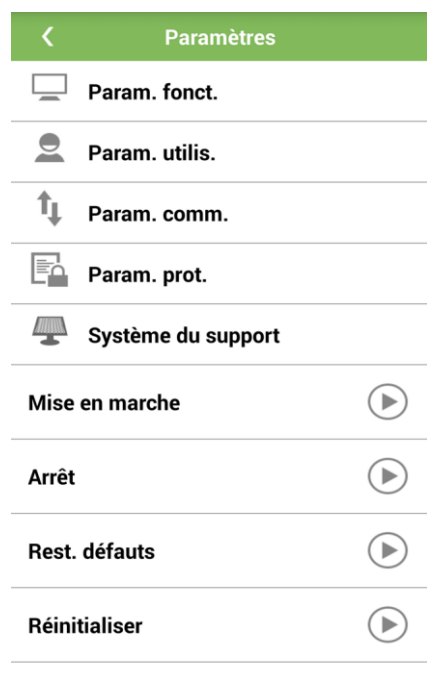 Paramètres
Param. fonct.
Param. utilis.
Param. comm.
Param. prot.
Système du support
Mise en marche
Arrêt
Rest. défauts
Réinitialiser